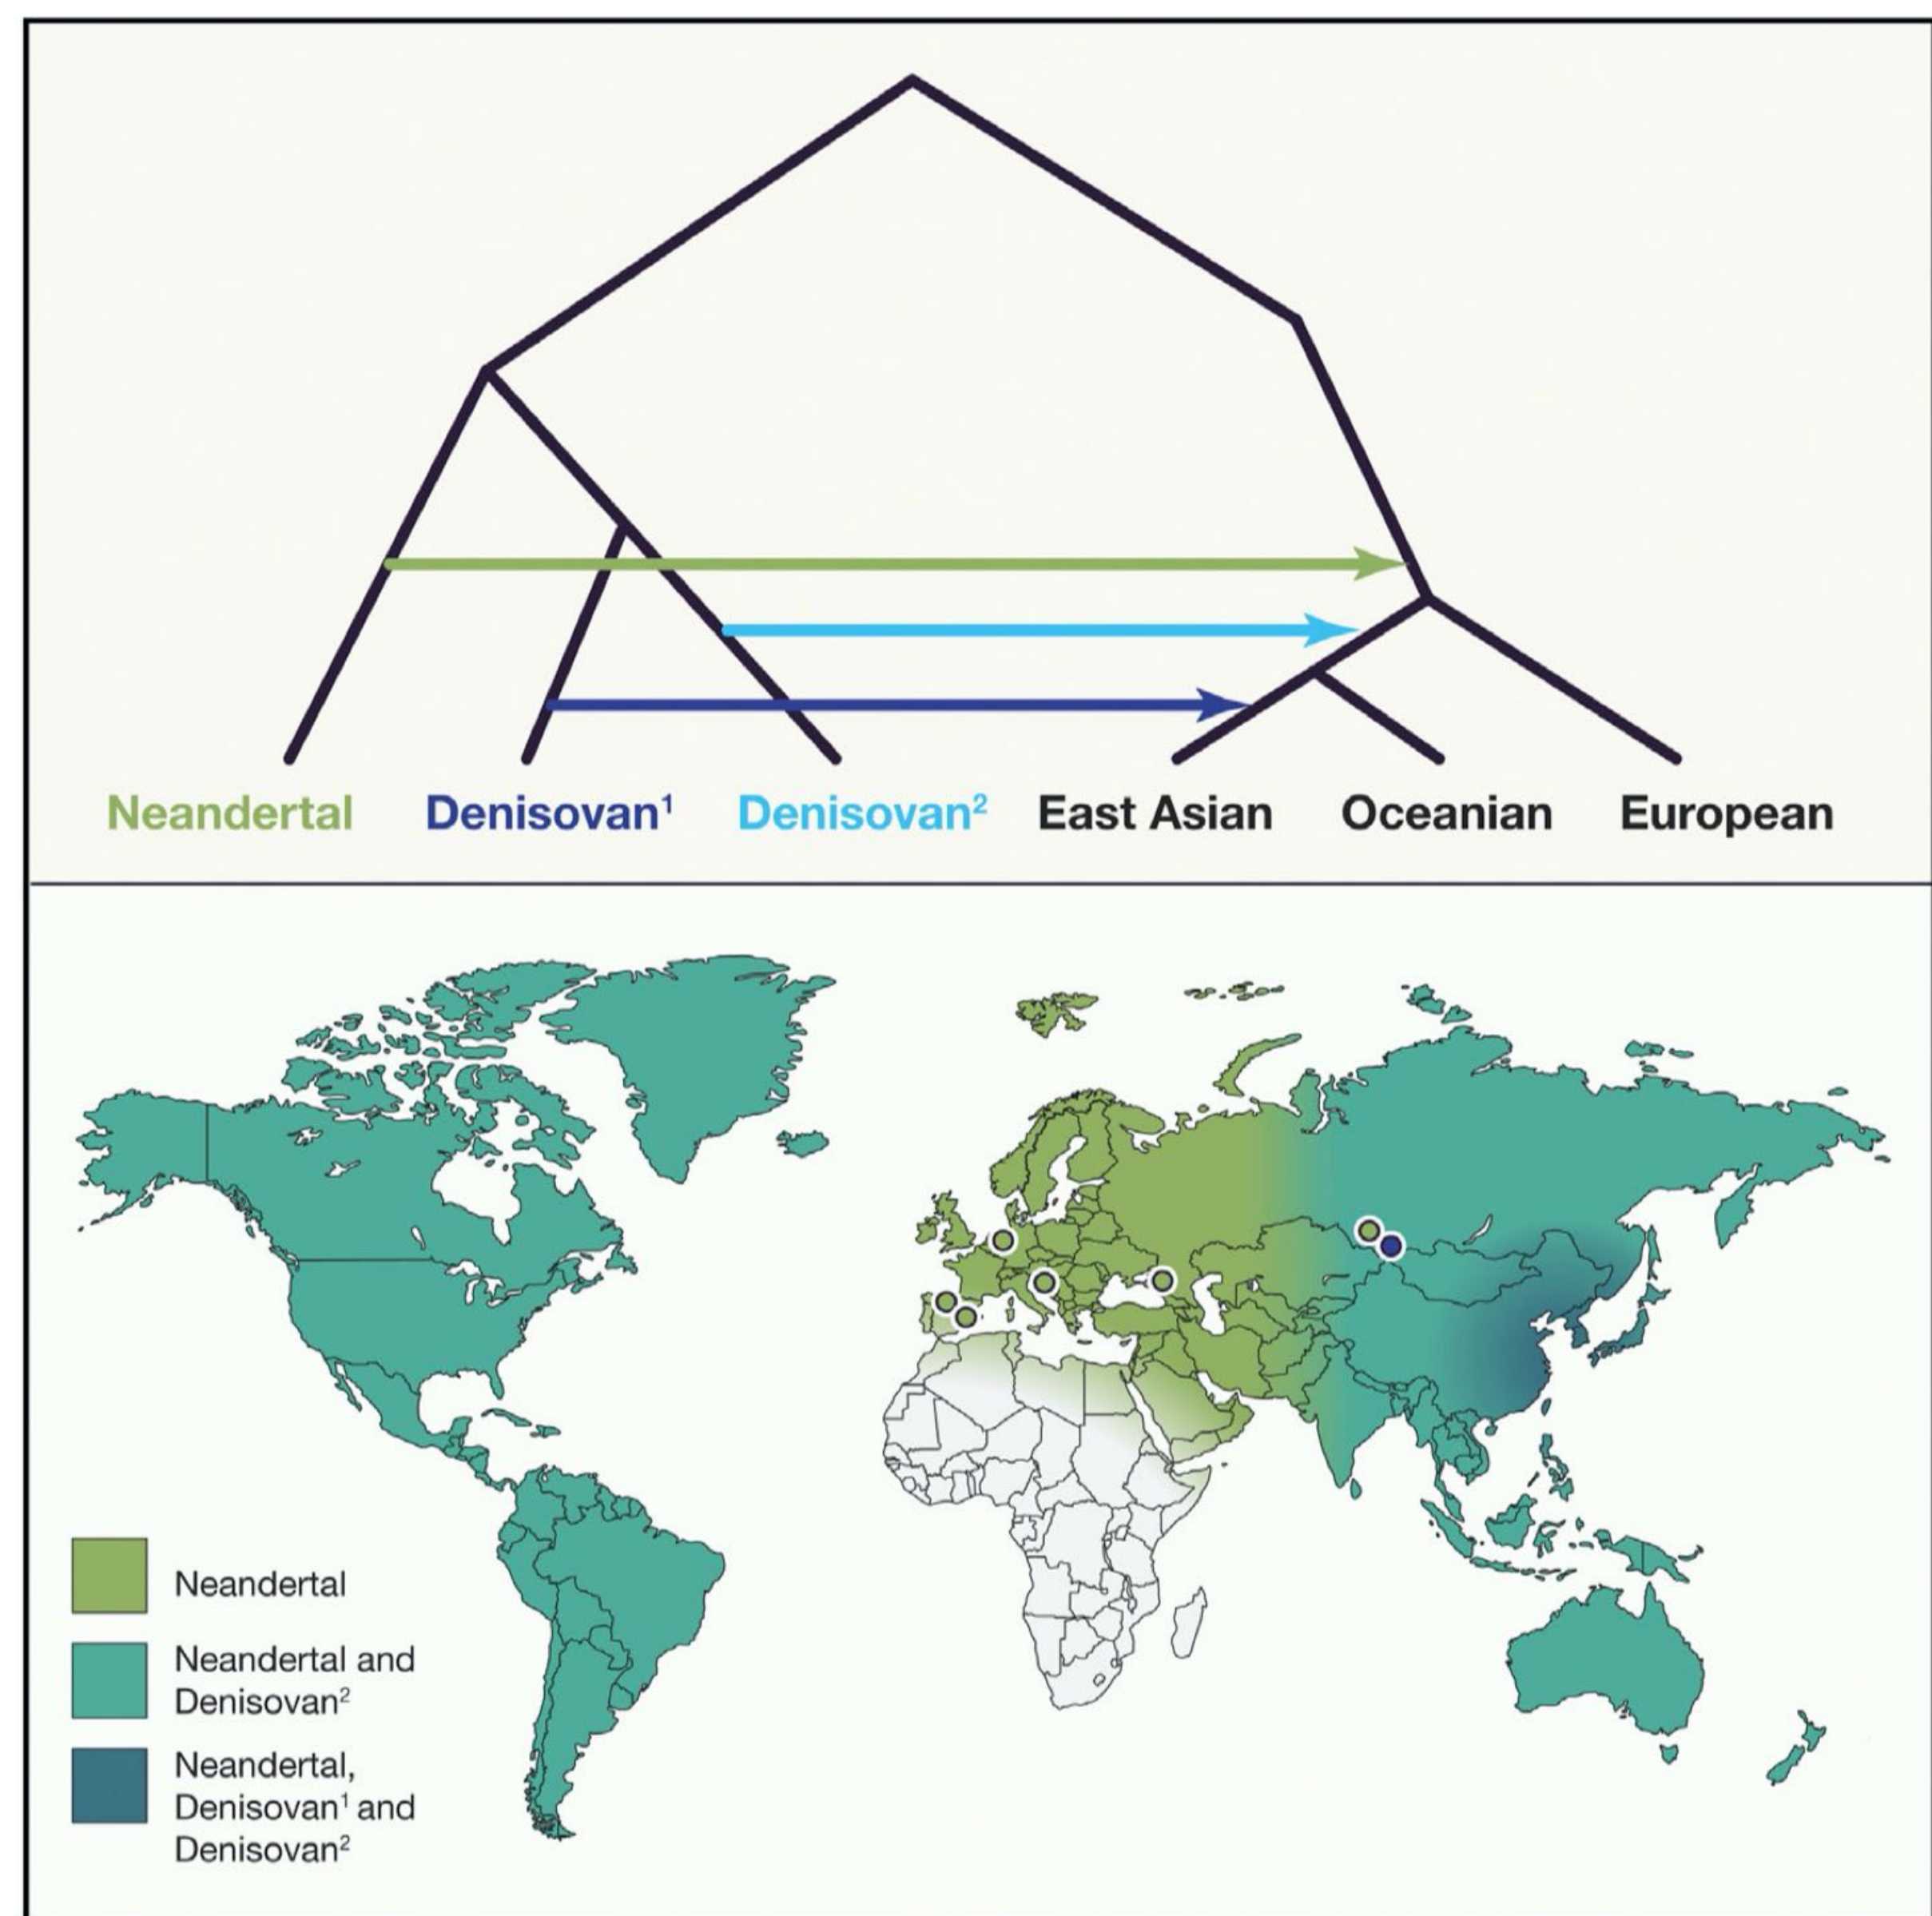 Neandertal Denisovan¹ Denisovan² East Asian Oceanian European
Neandertal
Neandertal and
Denisovan²
Neandertal,
Denisovan¹ and
Denisovan²